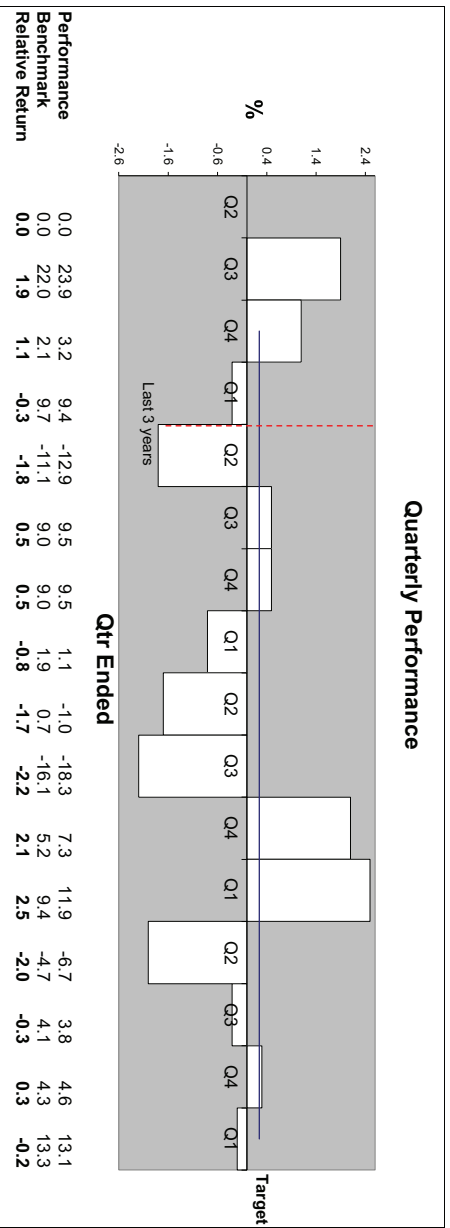 Quarterly Performance
%
2.4
1.4
0.4
-0.6
-1.6
-2.6
Target
Q2 Q3 Q4 Q1 Q2 Q3 Q4 Q1 Q2 Q3 Q4 Q1 Q2 Q3 Q4 Q1
Last 3 years
Qtr Ended
Performance 0.0 23.9 3.2 9.4 -12.9 9.5 9.5 1.1 -1.0 -18.3 7.3 11.9 -6.7 3.8 4.6 13.1
Benchmark 0.0 22.0 2.1 9.7 -11.1 9.0 9.0 1.9 0.7 -16.1 5.2 9.4 -4.7 4.1 4.3 13.3
Relative Return 0.0 1.9 1.1 -0.3 -1.8 0.5 0.5 -0.8 -1.7 -2.2 2.1 2.5 -2.0 -0.3 0.3 -0.2